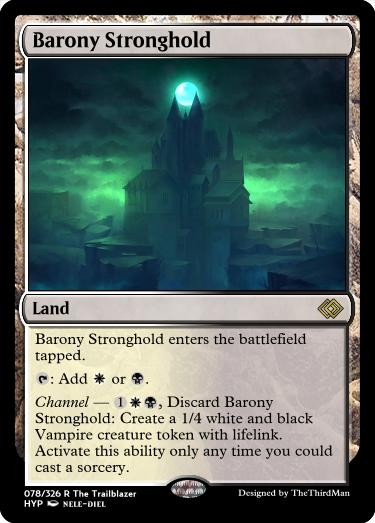 Barony Stronghold
Land
Barony Stronghold enters the battlefield
tapped.
: Add or .
Channel — 1 , Discard Barony
Stronghold: Create a 1/4 white and black
Vampire creature token with lifelink.
Activate this ability only any time you could
cast a sorcery.
078/326 R The Trailblazer
Designed by TheThirdMan
HYP NELE-DIEL